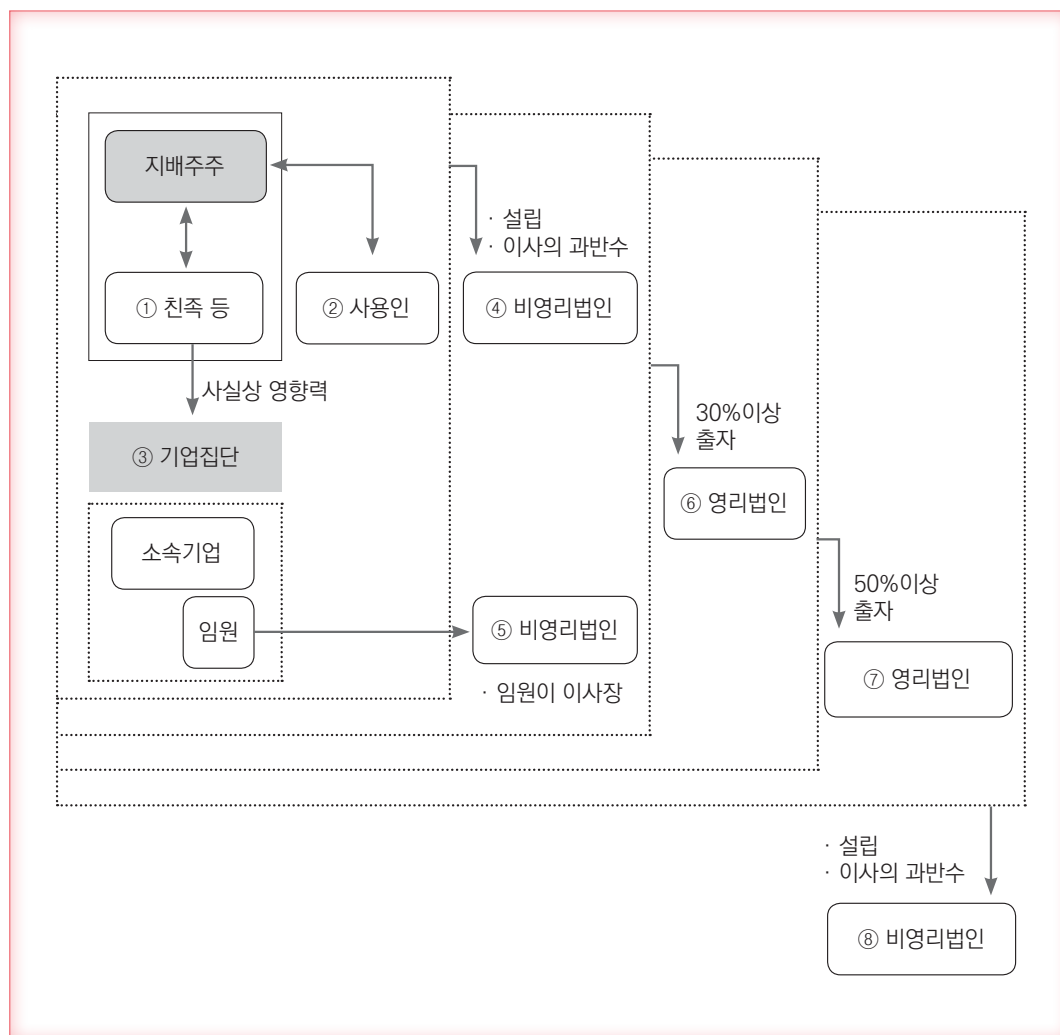 지배주주
· 설립
· 이사의 과반수
① 친족 등
② 사용인
④ 비영리법인
사실상 영향력
30%이상
출자
③ 기업집단
⑥ 영리법인
소속기업
50%이상
출자
임원
⑤ 비영리법인
⑦ 영리법인
· 임원이 이사장
· 설립
· 이사의 과반수
⑧ 비영리법인